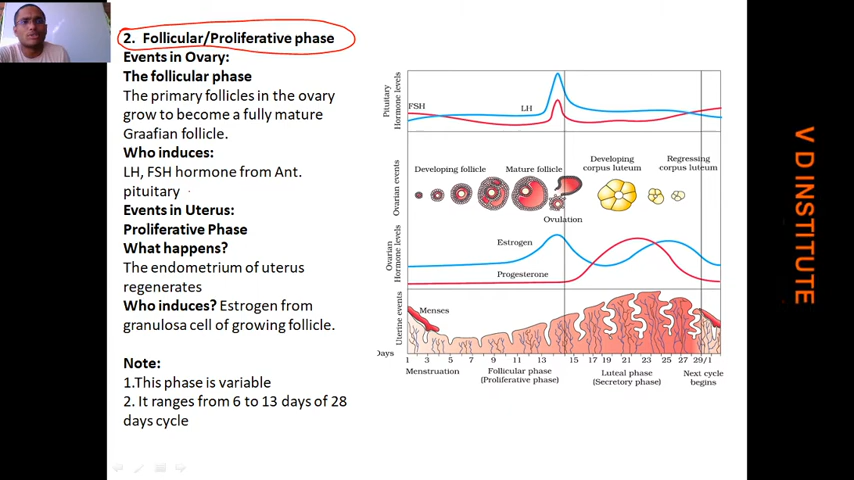 2. Follicular/Proliferative phase
Events in Ovary:
The follicular phase
The primary follicles in the ovary
grow to become a fully mature
Graafian follicle.
Who induces:
LH, FSH hormone from Ant.
pituitary
Events in Uterus:
Proliferative Phase
What happens?
The endometrium of uterus
regenerates
Who induces? Estrogen from
granulosa cell of growing follicle.
Note:
1.This phase is variable
2. It ranges from 6 to 13 days of 28
days cycle
Pituitary
Hormone levels
FSH
LH
Ovarian events
Developing follicle
Mature follicle
Developing
corpus luteum
Regressing
corpus luteum
Ovulation
Ovarian
Hormone levels
Estrogen
Progesterone
Uterine events
Menses
Days 1 3 5 7 9 11 13 15 17 19 21 23 25 27 29/1
Menstruation
Follicular phase
(Proliferative phase)
Luteal phase
(Secretory phase)
Next cycle
begins
V D INSTITUTE